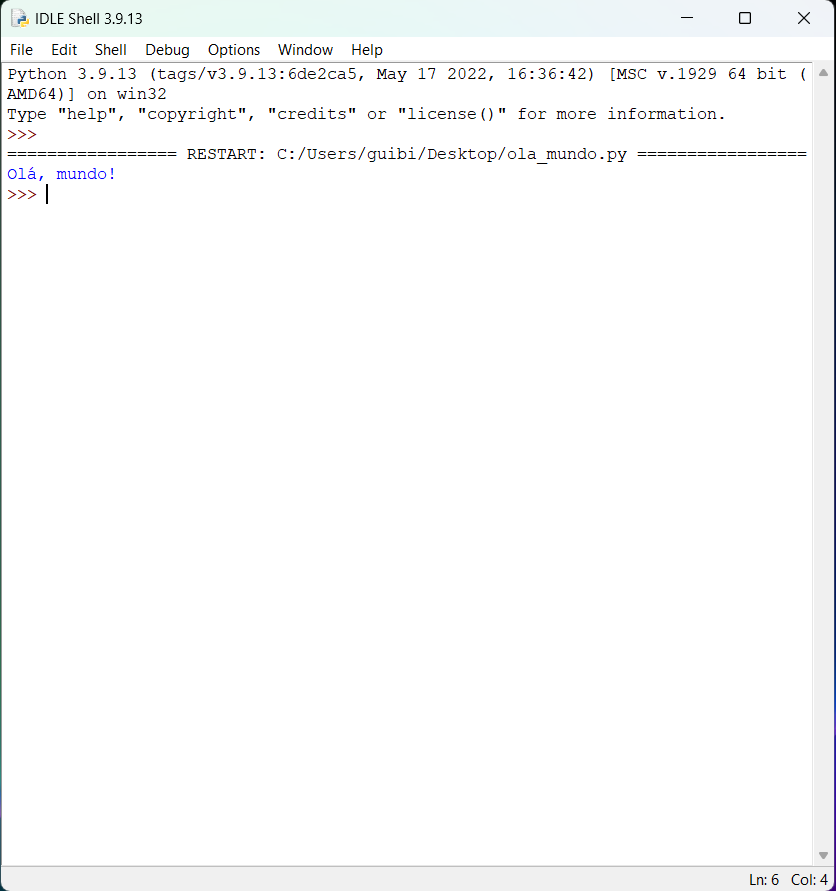 IDLE Shell 3.9.13
File Edit Shell Debug Options Window Help
Python 3.9.13 (tags/v3.9.13:6de2ca5, May 17 2022, 16:36:42) [MSC v.1929 64 bit (
AMD64)] on win32
Type "help", "copyright", "credits" or "license()" for more information.
>>>
================= RESTART: C:/Users/guibi/Desktop/ola_mundo.py =================
Olá, mundo!
>>>
Ln: 6 Col: 4